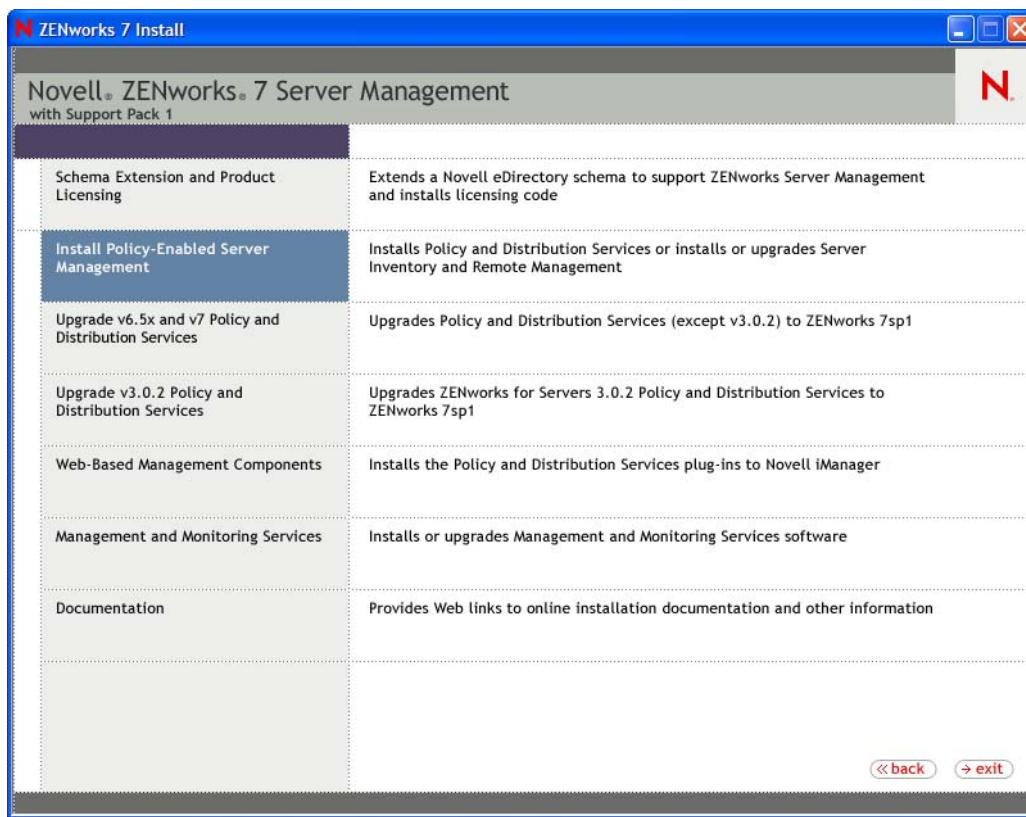 N ZENworks 7 Install
Novell® ZENworks® 7 Server Management
with Support Pack 1
N®
Schema Extension and Product
Licensing
Extends a Novell eDirectory schema to support ZENworks Server Management
and installs licensing code
Install Policy-Enabled Server
Management
Installs Policy and Distribution Services or installs or upgrades Server
Inventory and Remote Management
Upgrade v6.5x and v7 Policy and
Distribution Services
Upgrades Policy and Distribution Services (except v3.0.2) to ZENworks 7sp1
Upgrade v3.0.2 Policy and
Distribution Services
Upgrades ZENworks for Servers 3.0.2 Policy and Distribution Services to
ZENworks 7sp1
Web-Based Management Components
Installs the Policy and Distribution Services plug-ins to Novell iManager
Management and Monitoring Services
Installs or upgrades Management and Monitoring Services software
Documentation
Provides Web links to online installation documentation and other information
« back
→ exit